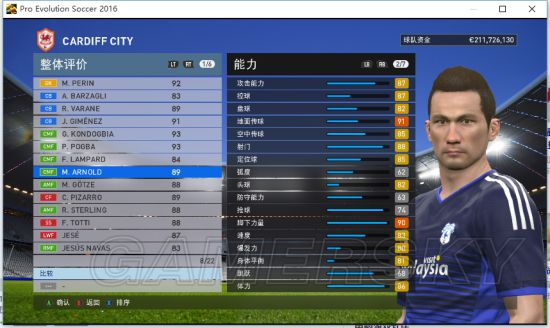 Pro Evolution Soccer 2016
CARDIFF CITY
球队资金 €211,726,130
整体评价 LT RT 1/6
GK M. PERIN 92
CB A. BARZAGLI 83
CB R. VARANE 89
CB J. GIMÉNEZ 91
CMF G. KONDOGBIA 93
CMF P. POGBA 93
CMF F. LAMPARD 84
CMF M. ARNOLD 89
AMF M. GÖTZE 88
CF C. PIZARRO 89
AMF R. STERLING 88
SS F. TOTTI 88
LWF JESÉ 87
RMF JESÚS NAVAS 83
8/22
比较
-
能力 LB RB 2/7
攻击能力 87
控球 87
盘球 82
地面传球 91
空中传球 85
射门 88
定位球 85
弧度 62
头球 82
防守能力 63
抢球 74
脚下力量 90
速度 83
爆发力 80
身体平衡 81
跳跃 68
体力 86
visit
Malaysia
GAMERSKY
A 确认 B 返回 X 排序